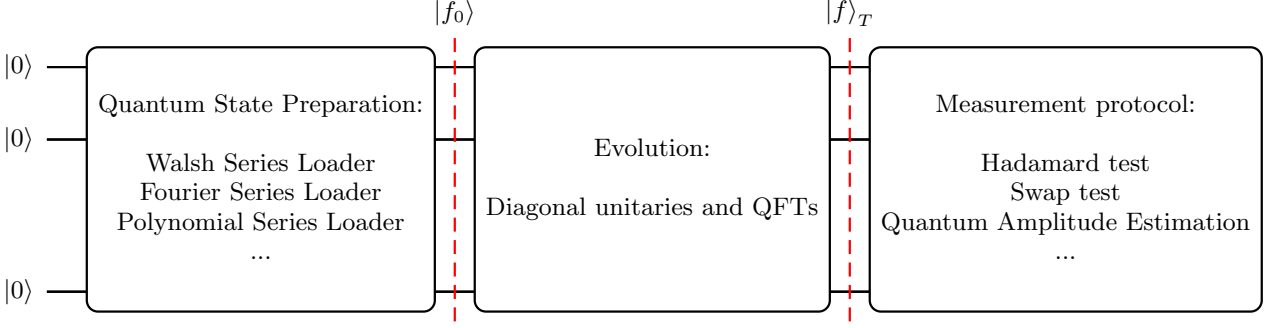 |f₀⟩
|f⟩_T
|0⟩
|0⟩
|0⟩
Quantum State Preparation:
Walsh Series Loader
Fourier Series Loader
Polynomial Series Loader
...
Evolution:
Diagonal unitaries and QFTs
Measurement protocol:
Hadamard test
Swap test
Quantum Amplitude Estimation
...